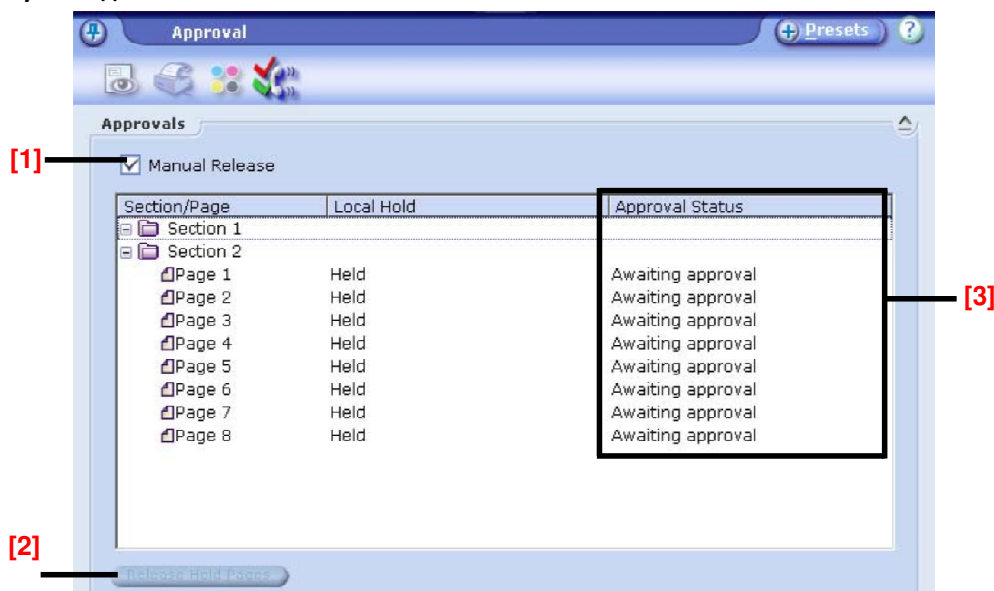 Approval
Presets
?
Approvals
[1]
Manual Release
Section/Page Local Hold Approval Status
Section 1
Section 2
Page 1 Held Awaiting approval
Page 2 Held Awaiting approval
Page 3 Held Awaiting approval
[3]
Page 4 Held Awaiting approval
Page 5 Held Awaiting approval
Page 6 Held Awaiting approval
Page 7 Held Awaiting approval
Page 8 Held Awaiting approval
[2]
Release Held Pages